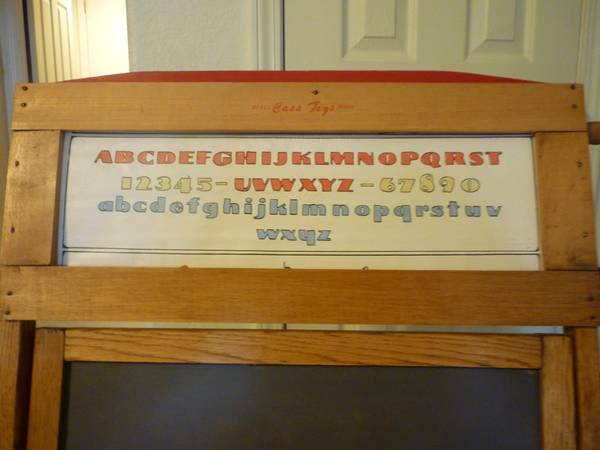 Cass Toys
ABCDEFGHIJKLMNOPQRST
12345-UVWXYZ-67890
abcdefghijklmnopqrstuv
wxyz